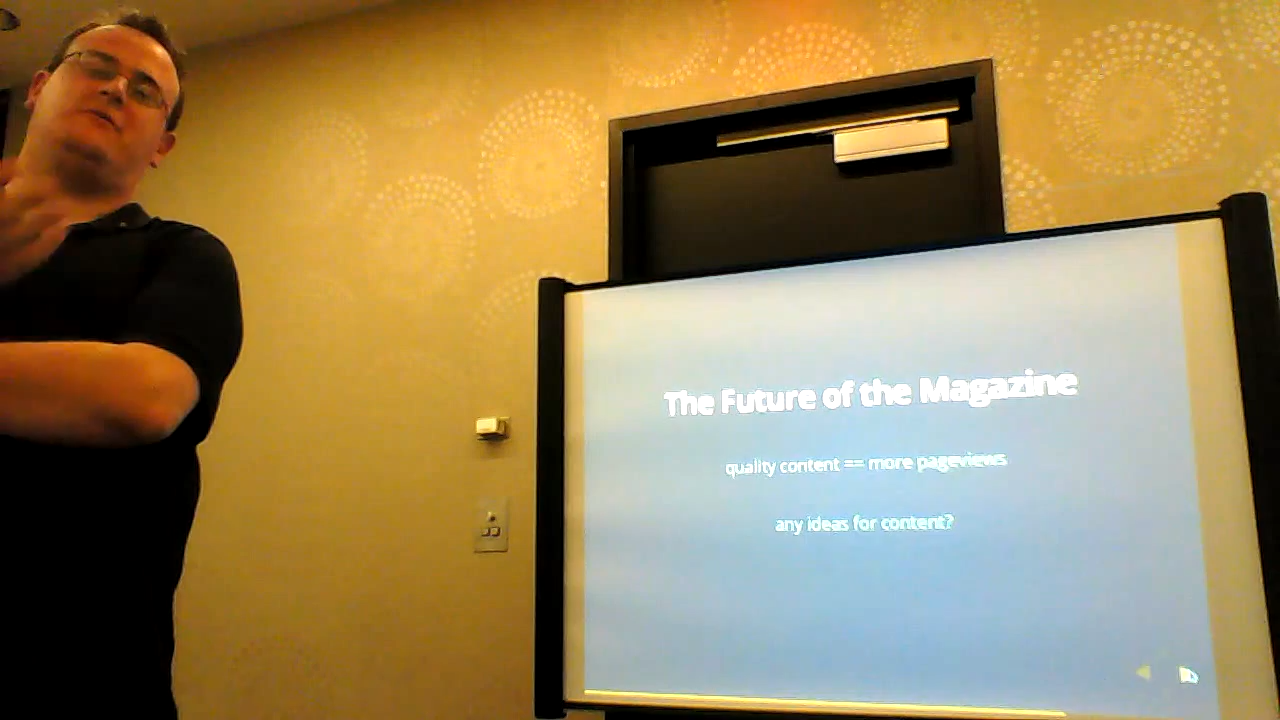 The Future of the Magazine
quality content == more pageviews
any ideas for content?